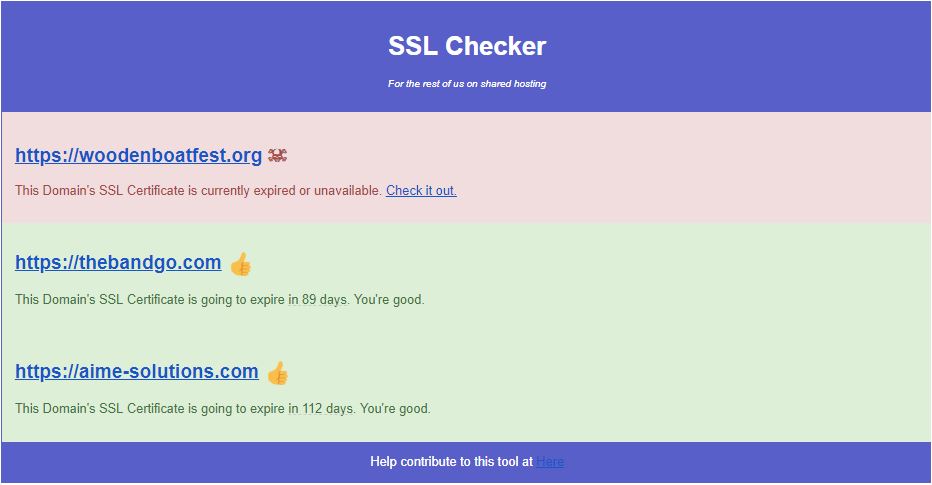 SSL Checker
For the rest of us on shared hosting
https://woodenboatfest.org
This Domain's SSL Certificate is currently expired or unavailable. Check it out.
https://thebandgo.com
This Domain's SSL Certificate is going to expire in 89 days. You're good.
https://aime-solutions.com
This Domain's SSL Certificate is going to expire in 112 days. You're good.
Help contribute to this tool at Here